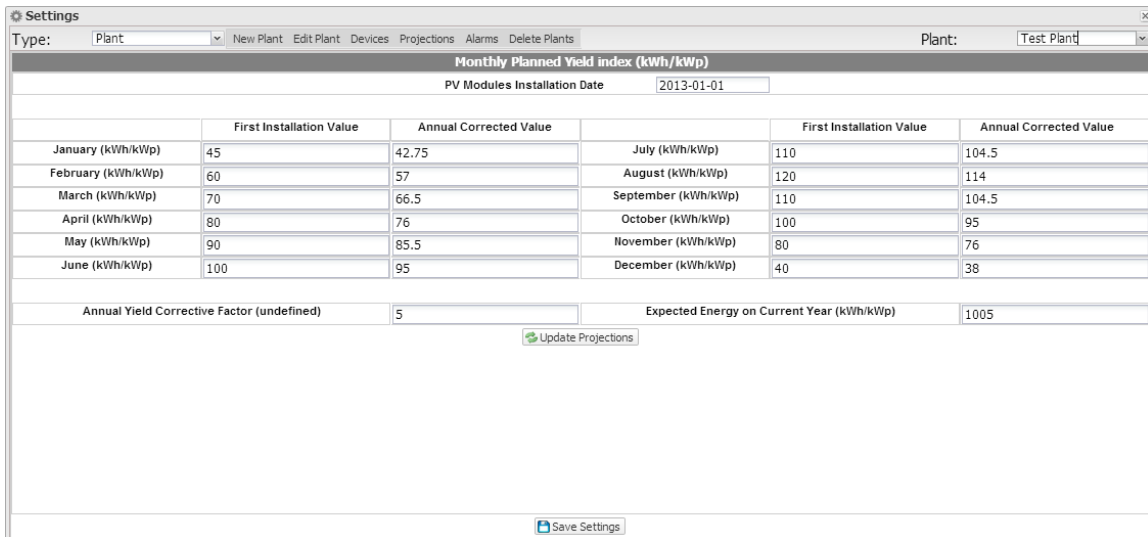 Settings
Type: Plant New Plant Edit Plant Devices Projections Alarms Delete Plants Plant: Test Plant
Monthly Planned Yield index (kWh/kWp)
PV Modules Installation Date 2013-01-01
First Installation Value Annual Corrected Value First Installation Value Annual Corrected Value
January (kWh/kWp) 45 42.75 July (kWh/kWp) 110 104.5
February (kWh/kWp) 60 57 August (kWh/kWp) 120 114
March (kWh/kWp) 70 66.5 September (kWh/kWp) 110 104.5
April (kWh/kWp) 80 76 October (kWh/kWp) 100 95
May (kWh/kWp) 90 85.5 November (kWh/kWp) 80 76
June (kWh/kWp) 100 95 December (kWh/kWp) 40 38
Annual Yield Corrective Factor (undefined) 5 Expected Energy on Current Year (kWh/kWp) 1005
Update Projections
Save Settings